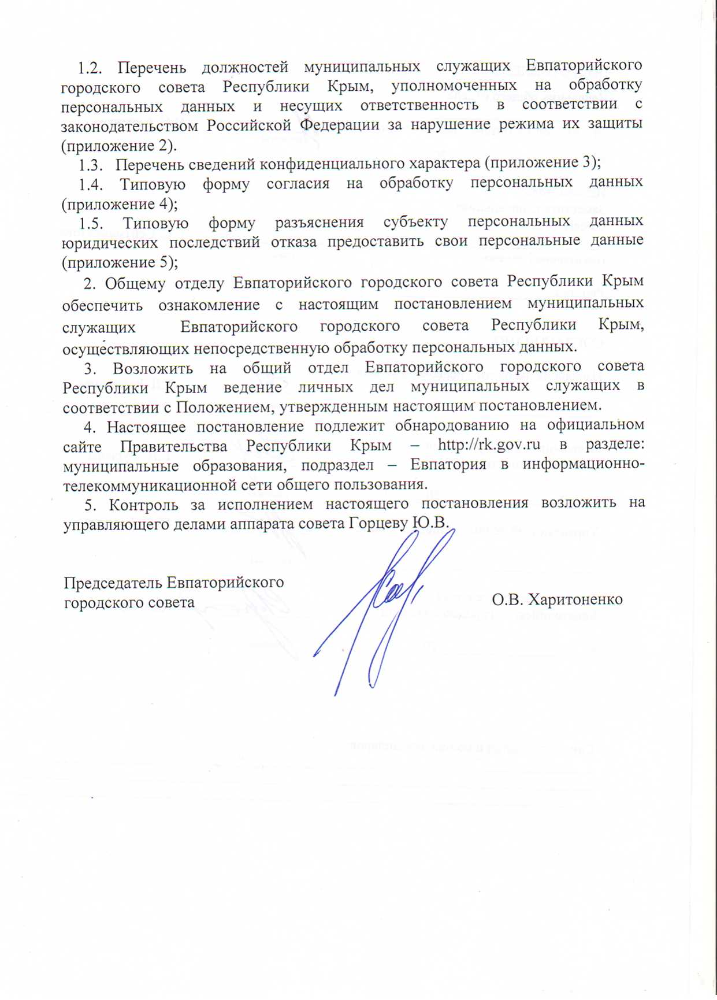 1.2. Перечень должностей муниципальных служащих Евпаторийского
городского совета Республики Крым, уполномоченных на обработку
персональных данных и несущих ответственность в соответствии с
законодательством Российской Федерации за нарушение режима их защиты
(приложение 2).
1.3. Перечень сведений конфиденциального характера (приложение 3);
1.4. Типовую форму согласия на обработку персональных данных
(приложение 4);
1.5. Типовую форму разъяснения субъекту персональных данных
юридических последствий отказа предоставить свои персональные данные
(приложение 5);
2. Общему отделу Евпаторийского городского совета Республики Крым
обеспечить ознакомление с настоящим постановлением муниципальных
служащих Евпаторийского городского совета Республики Крым,
осуществляющих непосредственную обработку персональных данных.
3. Возложить на общий отдел Евпаторийского городского совета
Республики Крым ведение личных дел муниципальных служащих в
соответствии с Положением, утвержденным настоящим постановлением.
4. Настоящее постановление подлежит обнародованию на официальном
сайте Правительства Республики Крым – http://rk.gov.ru в разделе:
муниципальные образования, подраздел – Евпатория в информационно-
телекоммуникационной сети общего пользования.
5. Контроль за исполнением настоящего постановления возложить на
управляющего делами аппарата совета Горцеву Ю.В.
Председатель Евпаторийского
городского совета О.В. Харитоненко